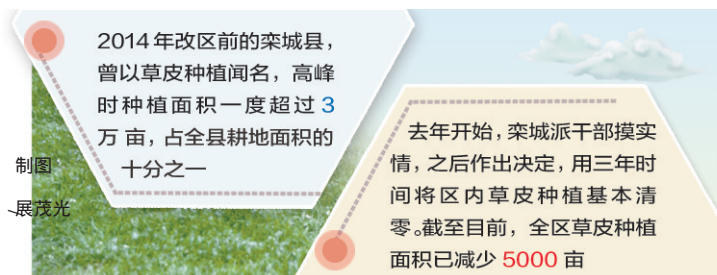 2014年改区前的栾城县，
曾以草皮种植闻名，高峰
时种植面积一度超过3
万亩，占全县耕地面积的
十分之一
去年开始，栾城派干部摸实
情，之后作出决定，用三年时
间将区内草皮种植基本清
零。截至目前，全区草皮种植
面积已减少 5000 亩
制图
展茂光